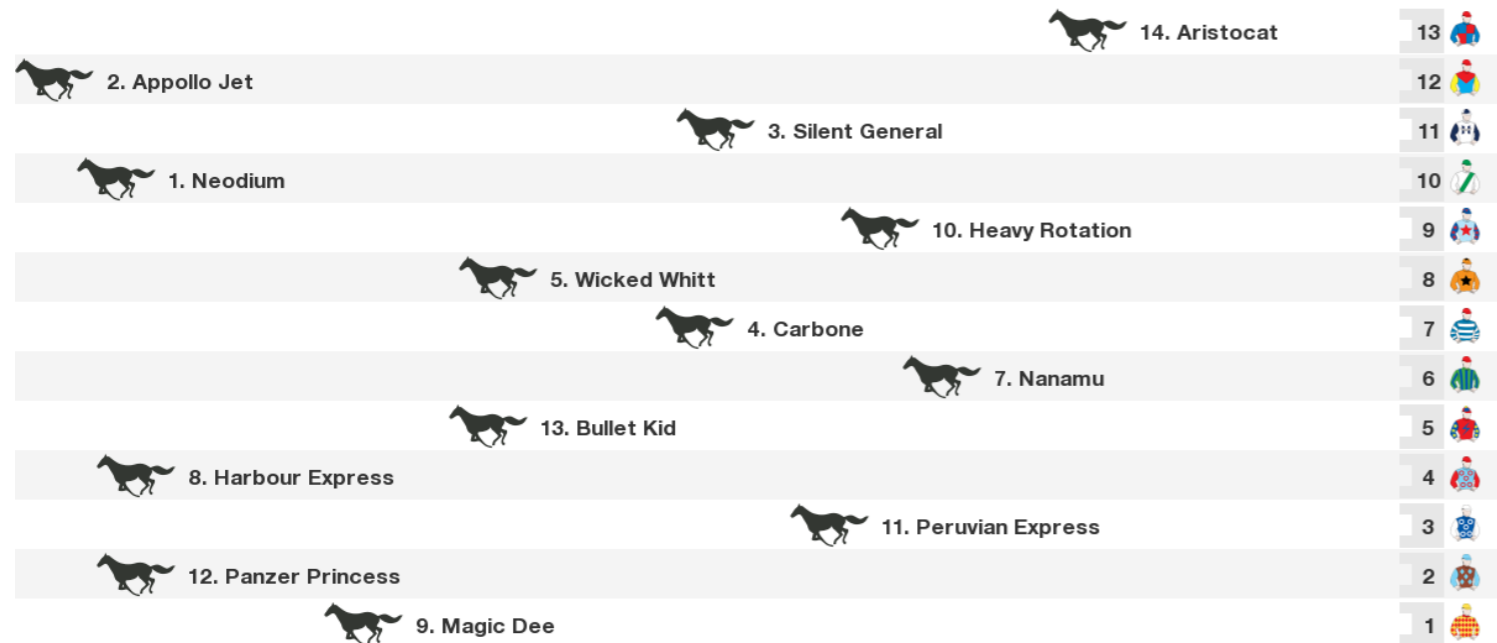 14. Aristocat 13
2. Appollo Jet 12
3. Silent General 11
1. Neodium 10
10. Heavy Rotation 9
5. Wicked Whitt 8
4. Carbone 7
7. Nanamu 6
13. Bullet Kid 5
8. Harbour Express 4
11. Peruvian Express 3
12. Panzer Princess 2
9. Magic Dee 1